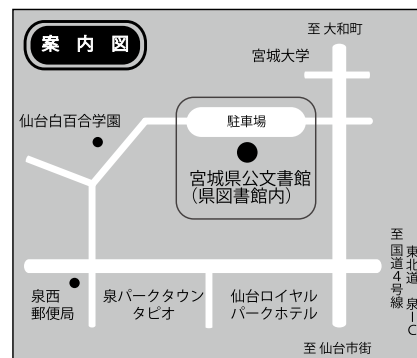 案内図
至 大和町
宮城大学
仙台白百合学園
駐車場
宮城県公文書館
（県図書館内）
至 国道４号線
東北道 泉ＩＣ
泉西
郵便局
泉パークタウン
タピオ
仙台ロイヤル
パークホテル
至 仙台市街